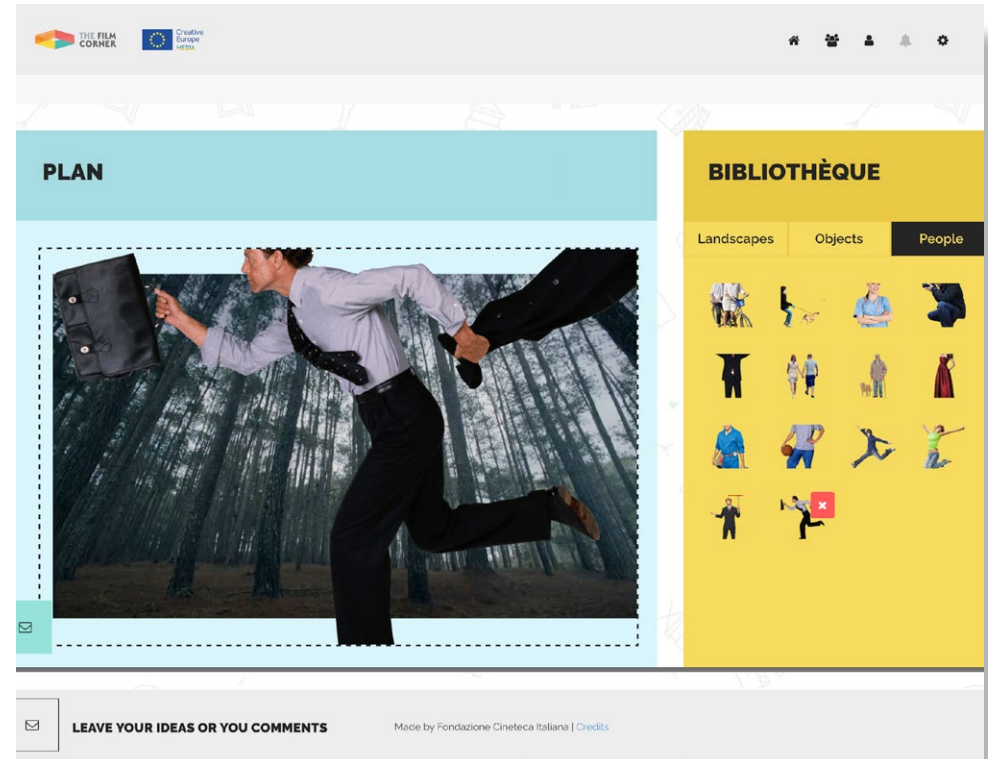 THE FILM
CORNER
Creative
Europe
MEDIA
PLAN
BIBLIOTHÈQUE
Landscapes
Objects
People
LEAVE YOUR IDEAS OR YOU COMMENTS
Made by Fondazione Cineteca Italiana | Credits